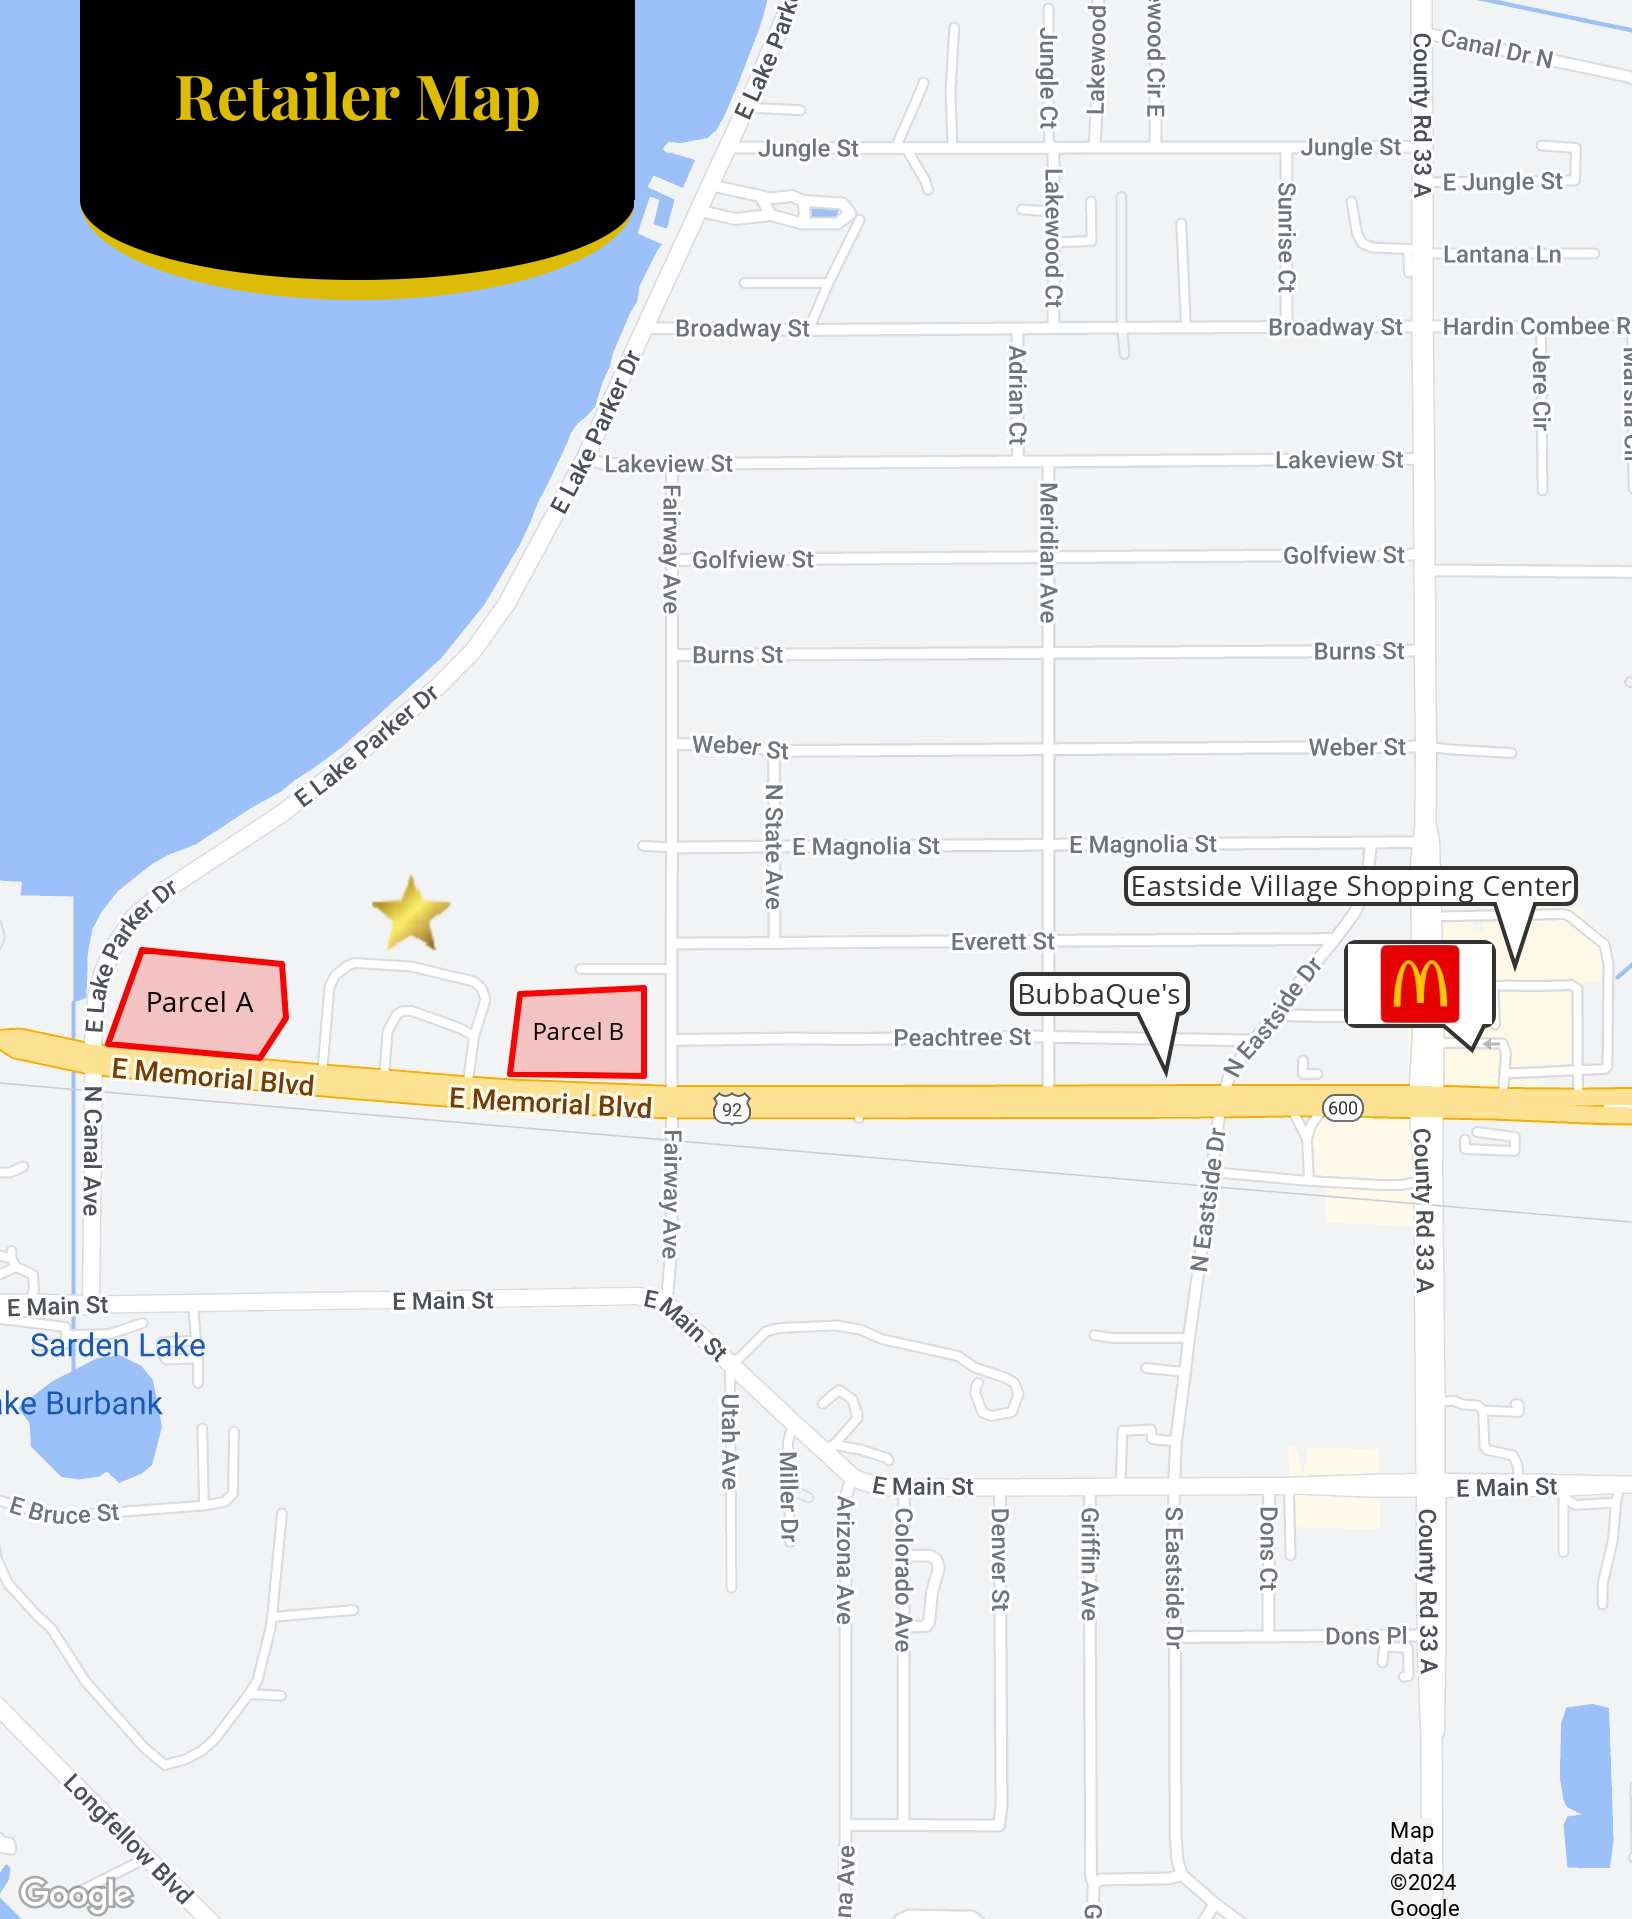 Retailer Map
E Lake Parker
Jungle Ct
Lakewood
ewood Cir E
County Rd 33 A
Canal Dr N
Jungle St
Jungle St
E Jungle St
Lakewood Ct
Sunrise Ct
Lantana Ln
Broadway St
Broadway St
Hardin Combee R
E Lake Parker Dr
Adrian Ct
Jere Cir
Marsha Cir
Lakeview St
Lakeview St
Fairway Ave
Meridian Ave
Golfview St
Golfview St
Burns St
Burns St
E Lake Parker Dr
Weber St
Weber St
N State Ave
E Magnolia St
E Magnolia St
Eastside Village Shopping Center
E Lake Parker Dr
Everett St
Parcel A
Parcel B
BubbaQue's
N Eastside Dr
Peachtree St
E Memorial Blvd
E Memorial Blvd
92
600
N Canal Ave
Fairway Ave
N Eastside Dr
County Rd 33 A
E Main St
E Main St
E Main St
Sarden Lake
ake Burbank
Utah Ave
Miller Dr
E Main St
E Main St
E Bruce St
Arizona Ave
Colorado Ave
Denver St
Griffin Ave
S Eastside Dr
Dons Ct
County Rd 33 A
Dons Pl
Longfellow Blvd
na Ave
G
Google
Map
data
©2024
Google